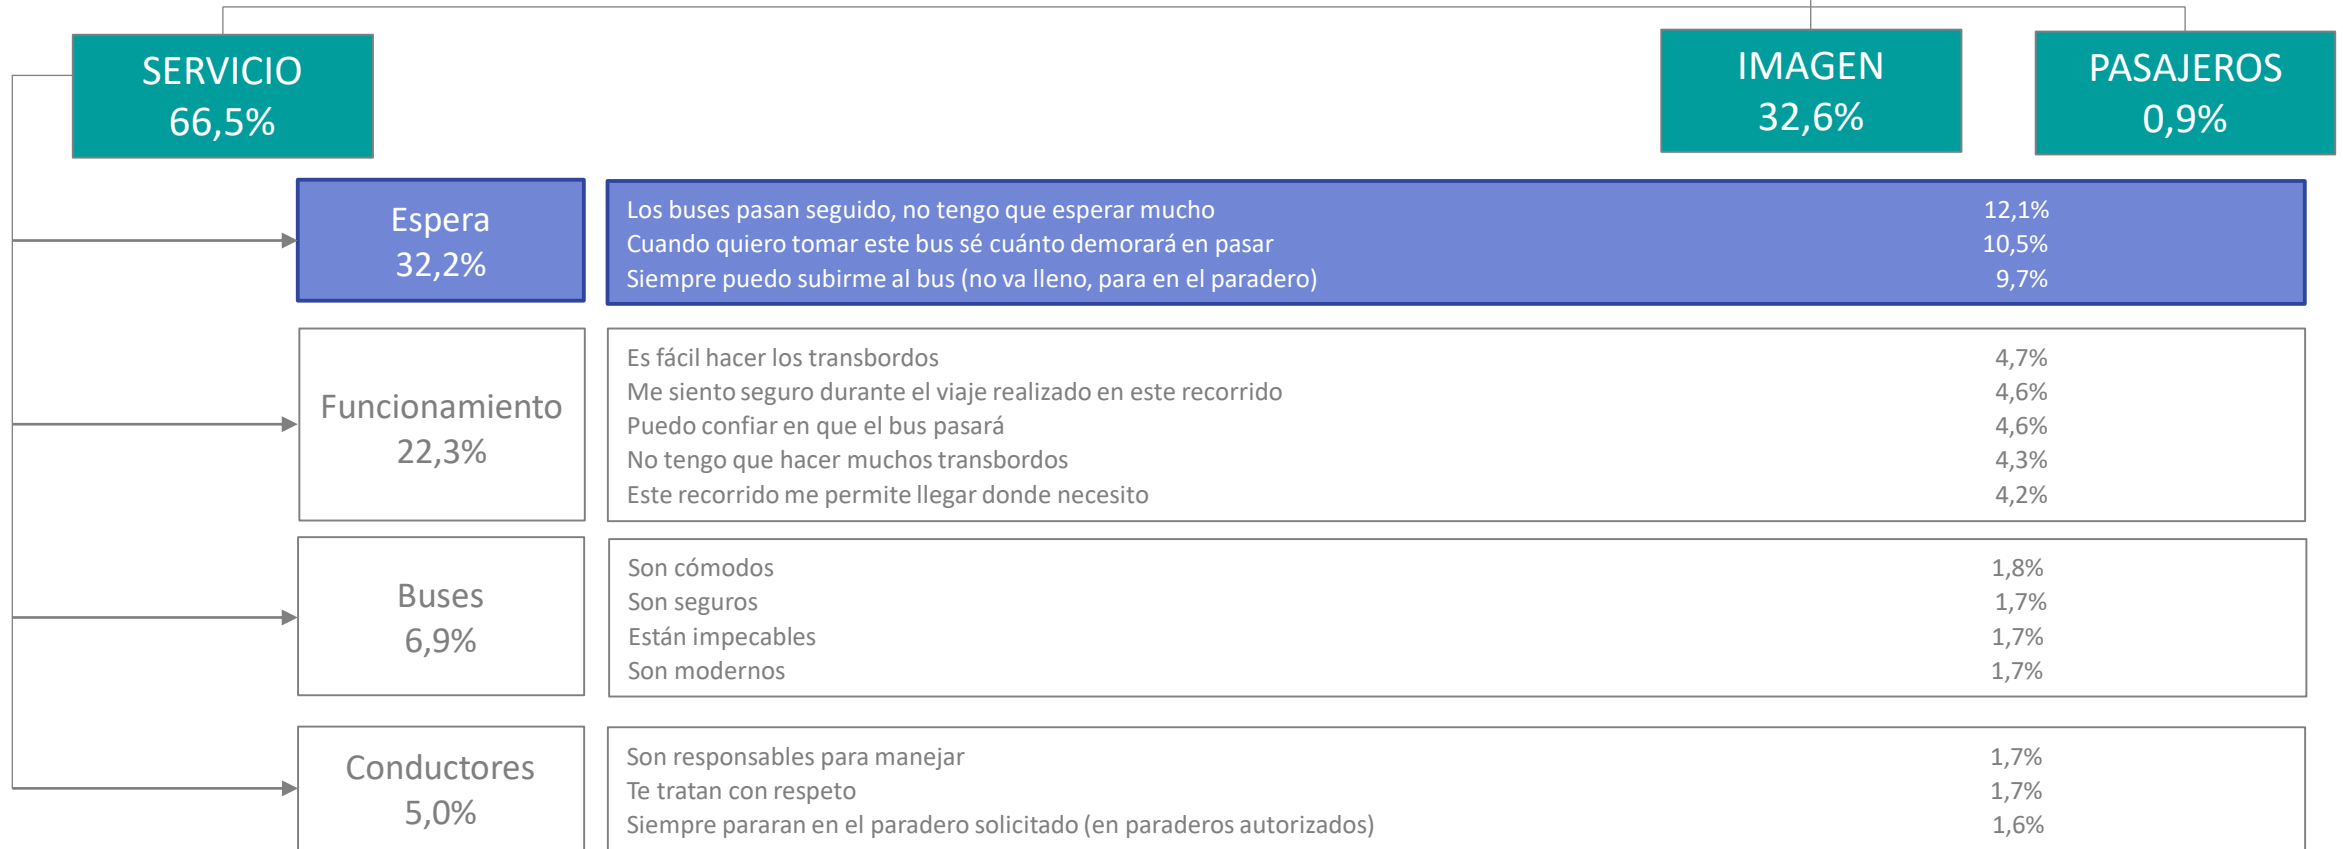 SERVICIO
66,5%
IMAGEN
32,6%
PASAJEROS
0,9%
Espera
32,2%
Los buses pasan seguido, no tengo que esperar mucho 12,1%
Cuando quiero tomar este bus sé cuánto demorará en pasar 10,5%
Siempre puedo subirme al bus (no va lleno, para en el paradero) 9,7%
Funcionamiento
22,3%
Es fácil hacer los transbordos 4,7%
Me siento seguro durante el viaje realizado en este recorrido 4,6%
Puedo confiar en que el bus pasará 4,6%
No tengo que hacer muchos transbordos 4,3%
Este recorrido me permite llegar donde necesito 4,2%
Buses
6,9%
Son cómodos 1,8%
Son seguros 1,7%
Están impecables 1,7%
Son modernos 1,7%
Conductores
5,0%
Son responsables para manejar 1,7%
Te tratan con respeto 1,7%
Siempre pararan en el paradero solicitado (en paraderos autorizados) 1,6%